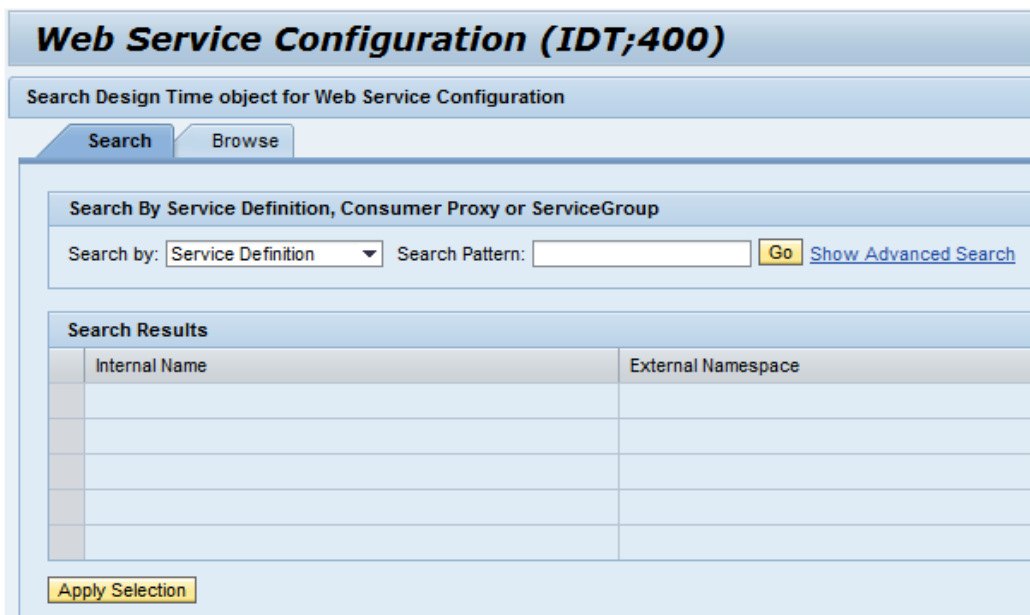 Web Service Configuration (IDT;400)
Search Design Time object for Web Service Configuration
Search Browse
Search By Service Definition, Consumer Proxy or ServiceGroup
Search by: Service Definition Search Pattern: Go Show Advanced Search
Search Results
Internal Name External Namespace
Apply Selection